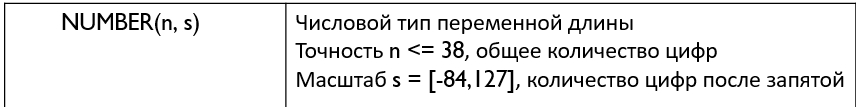 NUMBER(n, s)
Числовой тип переменной длины
Точность n <= 38, общее количество цифр
Масштаб s = [-84,127], количество цифр после запятой